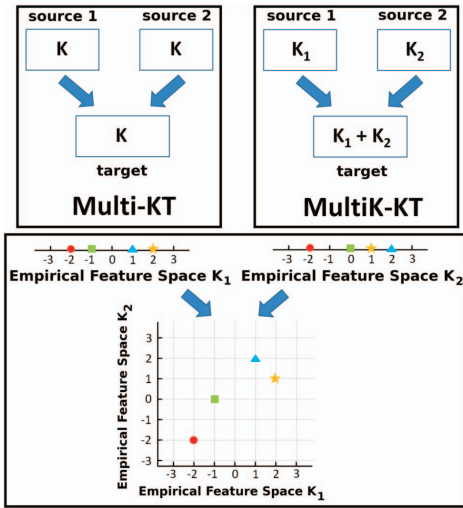 source 1 source 2
K K
K
target
Multi-KT
source 1 source 2
K₁ K₂
K₁ + K₂
target
MultiK-KT
-3 -2 -1 0 1 2 3
Empirical Feature Space K₁
-3 -2 -1 0 1 2 3
Empirical Feature Space K₂
Empirical Feature Space K₂
3
2
1
0
-1
-2
-3
-3 -2 -1 0 1 2 3
Empirical Feature Space K₁